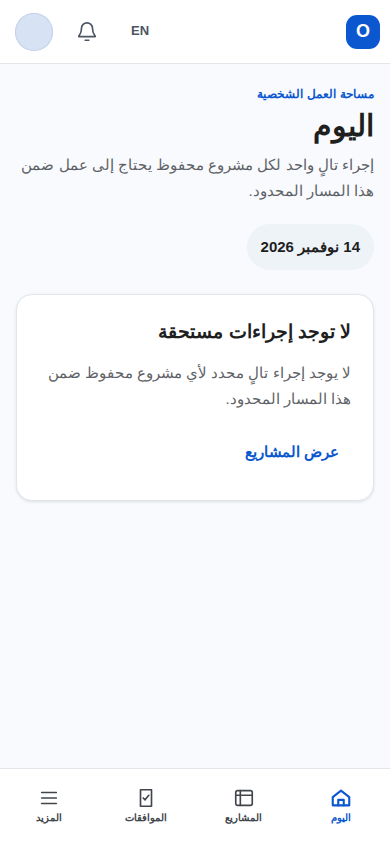 O
EN
مساحة العمل الشخصية
اليوم
إجراء تالٍ واحد لكل مشروع محفوظ يحتاج إلى عمل ضمن
هذا المسار المحدود.
14 نوفمبر 2026
لا توجد إجراءات مستحقة
لا يوجد إجراء تالٍ محدد لأي مشروع محفوظ ضمن
هذا المسار المحدود.
عرض المشاريع
اليوم
المشاريع
الموافقات
المزيد